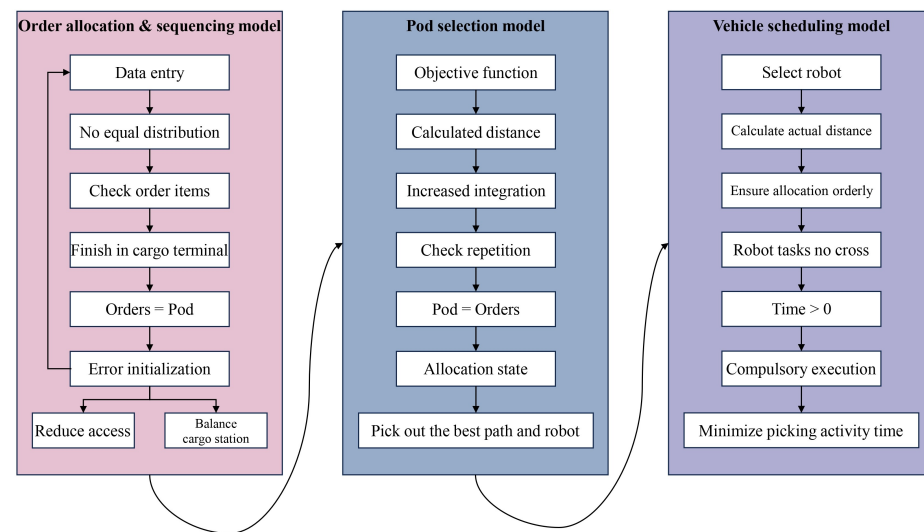 Order allocation & sequencing model
Data entry
No equal distribution
Check order items
Finish in cargo terminal
Orders = Pod
Error initialization
Reduce access
Balance
cargo station
Pod selection model
Objective function
Calculated distance
Increased integration
Check repetition
Pod = Orders
Allocation state
Pick out the best path and robot
Vehicle scheduling model
Select robot
Calculate actual distance
Ensure allocation orderly
Robot tasks no cross
Time > 0
Compulsory execution
Minimize picking activity time